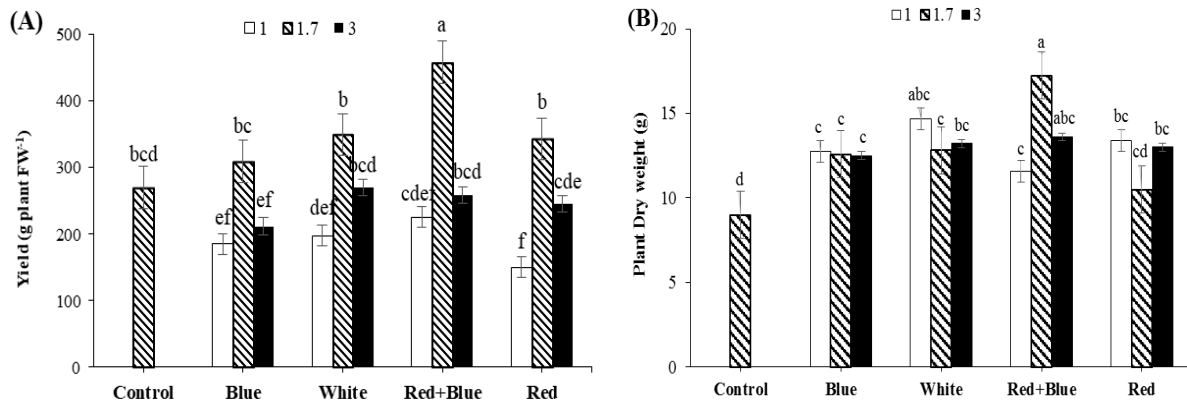 (A)
1 1.7 3
Yield (g plant FW-1)
500
400
300
200
100
0
bcd
ef
bc
ef
def
b
bcd
cdef
a
bcd
f
b
cde
Control Blue White Red+Blue Red
(B)
1 1.7 3
Plant Dry weight (g)
20
15
10
5
0
d
c
c
c
abc
c
bc
c
a
abc
bc
cd
bc
Control Blue White Red+Blue Red